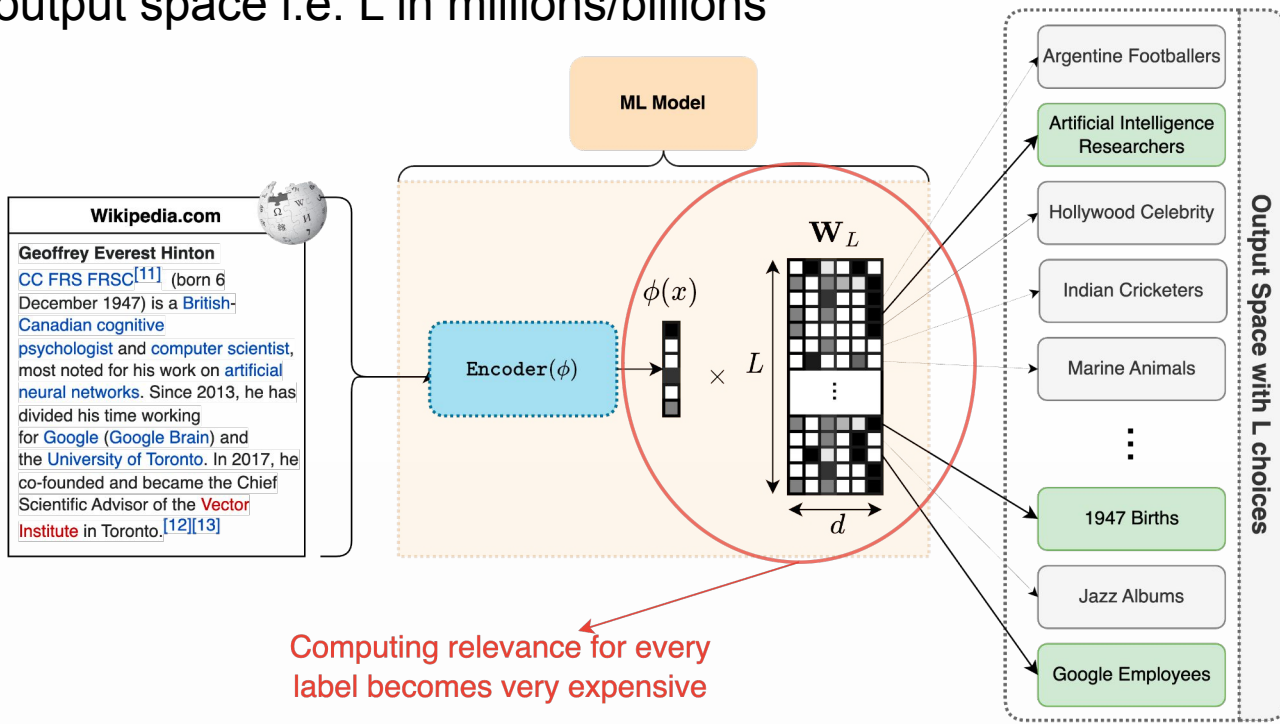 output space i.e. L in millions/billions
ML Model
Wikipedia.com
Geoffrey Everest Hinton
CC FRS FRSC[11] (born 6
December 1947) is a British-
Canadian cognitive
psychologist and computer scientist,
most noted for his work on artificial
neural networks. Since 2013, he has
divided his time working
for Google (Google Brain) and
the University of Toronto. In 2017, he
co-founded and became the Chief
Scientific Advisor of the Vector
Institute in Toronto.[12][13]
Encoder(ϕ)
ϕ(x)
×
W_L
L
⋮
d
Computing relevance for every
label becomes very expensive
Argentine Footballers
Artificial Intelligence
Researchers
Hollywood Celebrity
Indian Cricketers
Marine Animals
⋮
1947 Births
Jazz Albums
Google Employees
Output Space with L choices